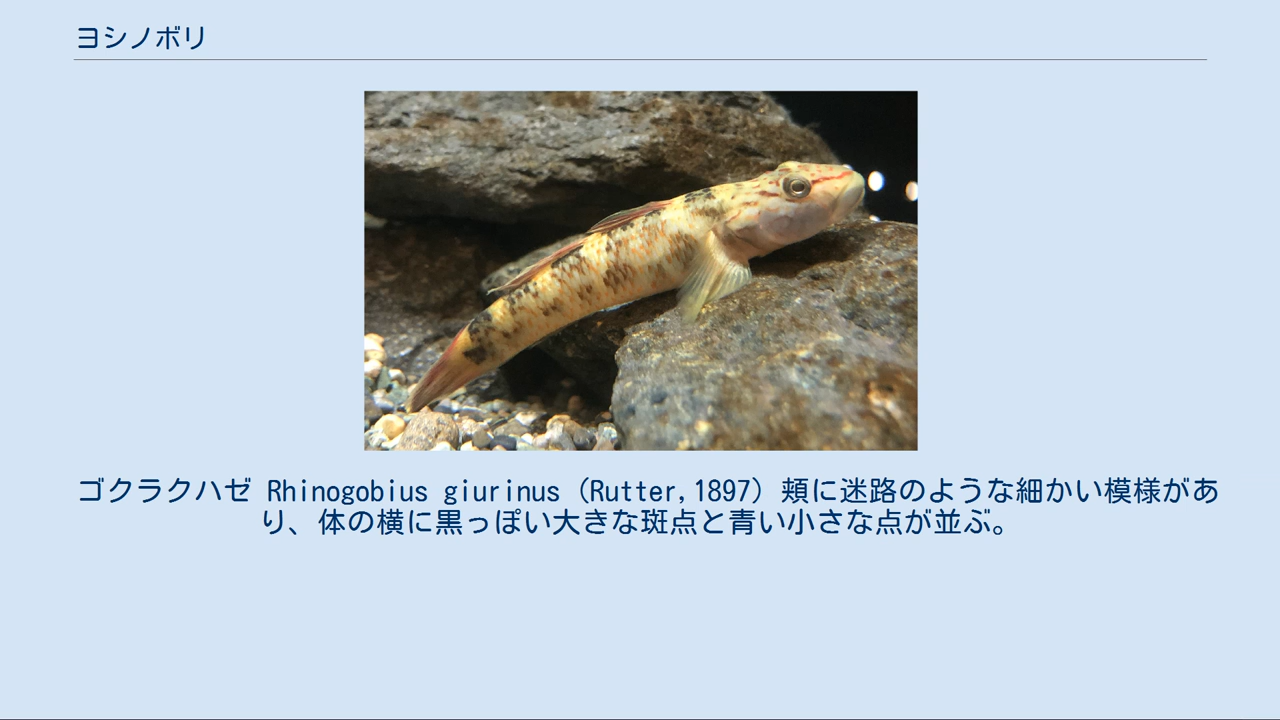 ヨシノボリ
ゴクラクハゼ Rhinogobius giurinus (Rutter,1897) 頬に迷路のような細かい模様があ
り、体の横に黒っぽい大きな斑点と青い小さな点が並ぶ。